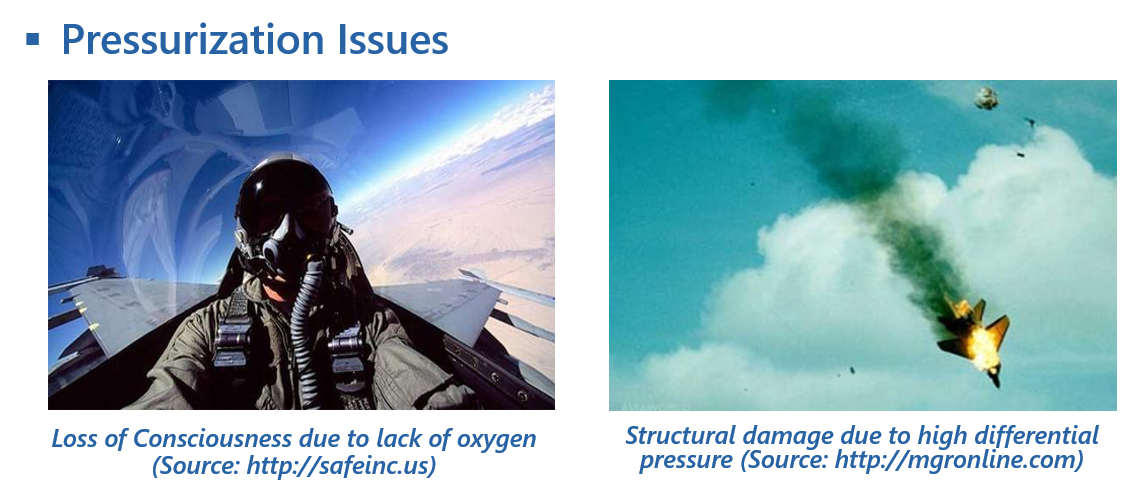 ▪ Pressurization Issues
Loss of Consciousness due to lack of oxygen
(Source: http://safeinc.us)
Structural damage due to high differential
pressure (Source: http://mgronline.com)